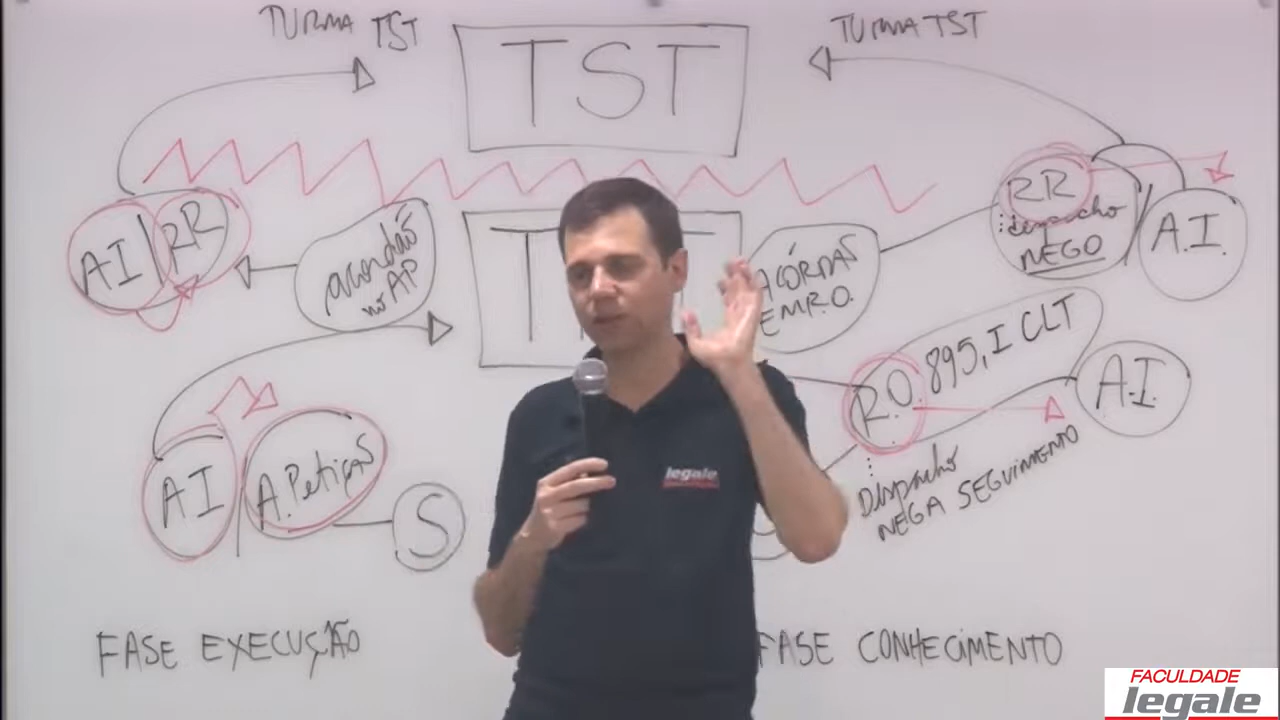 TURMA TST
TST
TURMA TST
AI RR
acórdão
no AP
T T
ACÓRDÃO
EM R.O.
RR
despacho
NEGO
A.I.
R.O. 895, I CLT
A.I.
Despacho
NEGA SEGUIMENTO
AI A. Petição S
legale
FASE EXECUÇÃO
FASE CONHECIMENTO
FACULDADE
legale